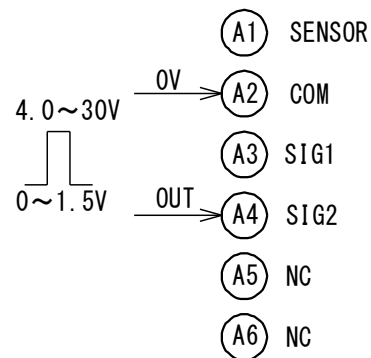 A1 SENSOR
0V A2 COM
4.0～30V
A3 SIG1
0～1.5V
OUT A4 SIG2
A5 NC
A6 NC